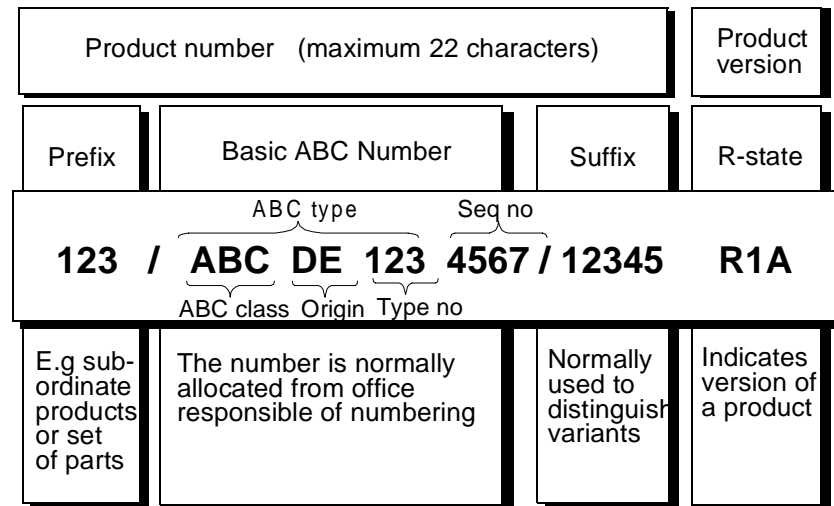 Product number (maximum 22 characters)
Product
version
Prefix
Basic ABC Number
Suffix
R-state
ABC type
Seq no
123 / ABC DE 123 4567 / 12345 R1A
ABC class Origin Type no
E.g sub-
ordinate
products
or set
of parts
The number is normally
allocated from office
responsible of numbering
Normally
used to
distinguish
variants
Indicates
version of
a product